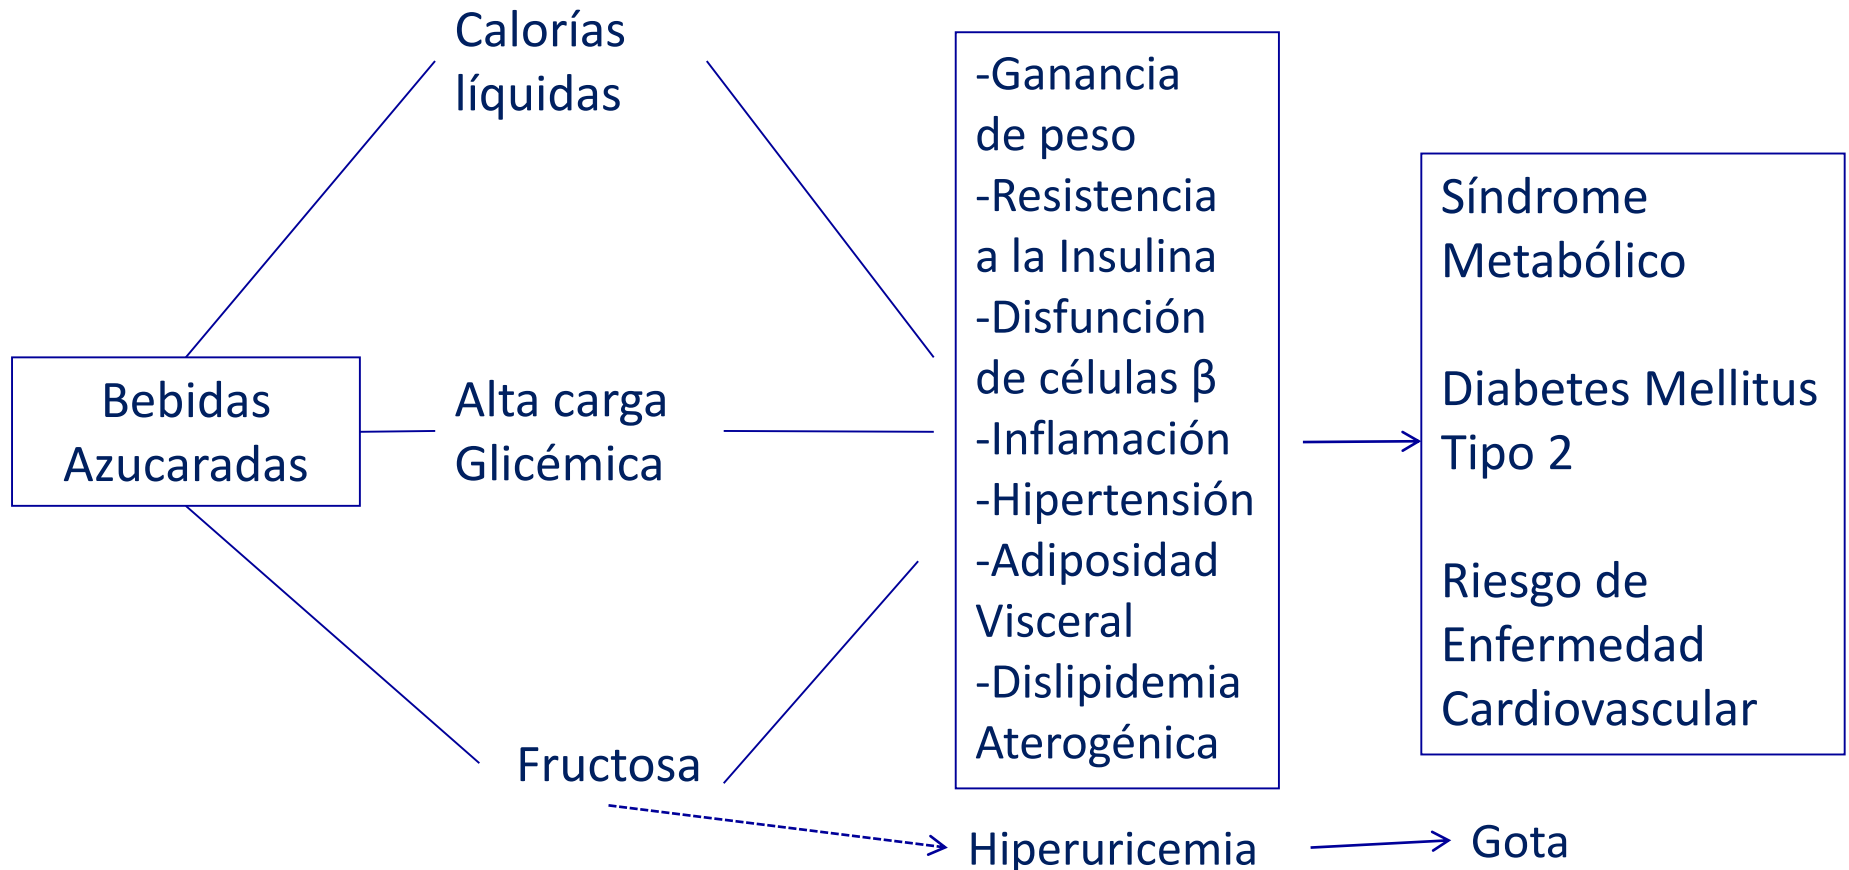 Calorías
líquidas
Bebidas
Azucaradas
Alta carga
Glicémica
Fructosa
-Ganancia
de peso
-Resistencia
a la Insulina
-Disfunción
de células β
-Inflamación
-Hipertensión
-Adiposidad
Visceral
-Dislipidemia
Aterogénica
Hiperuricemia
Síndrome
Metabólico
Diabetes Mellitus
Tipo 2
Riesgo de
Enfermedad
Cardiovascular
Gota